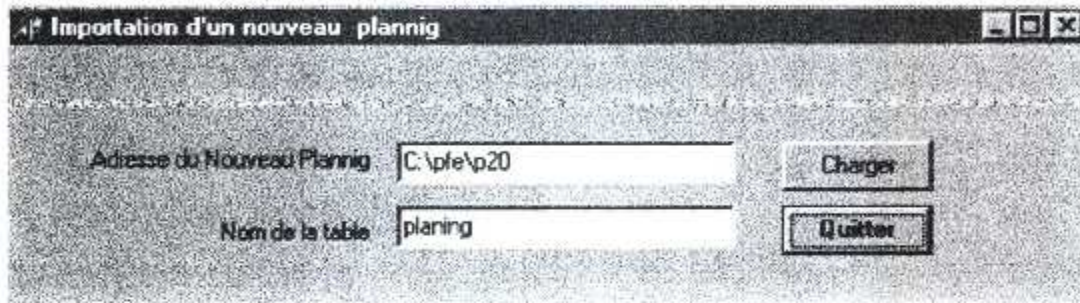 Importation d'un nouveau plannig
Adresse du Nouveau Plannig C:\pfe\p20 Charger
Nom de la table planing Quitter